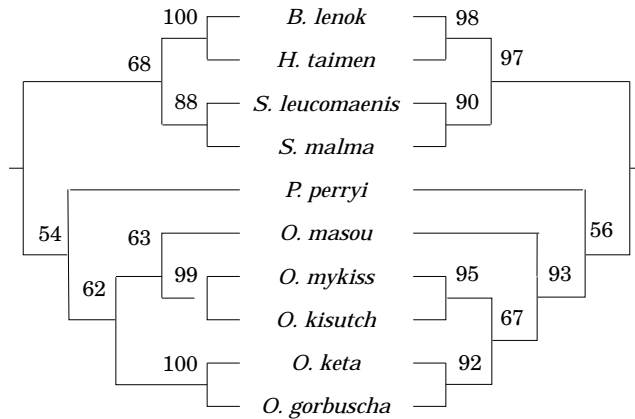 100 B. lenok 98
68 H. taimen 97
88 S. leucomaenis 90
S. malma
P. perryi
54 63 O. masou 56
62 99 O. mykiss 95 93
O. kisutch 67
100 O. keta 92
O. gorbuscha